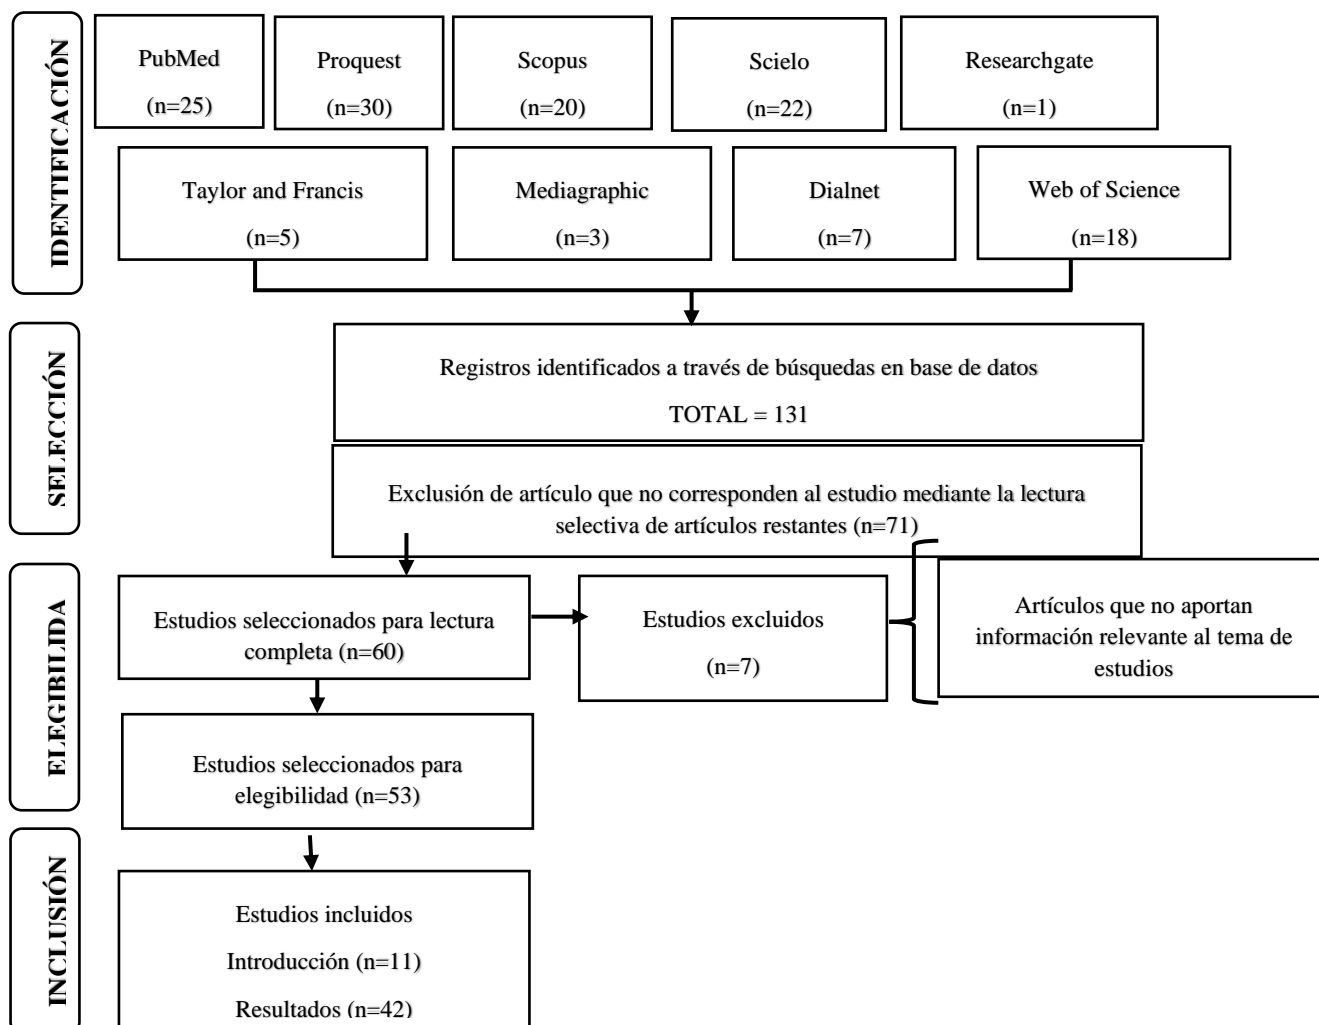 IDENTIFICACIÓN
PubMed
(n=25)
Proquest
(n=30)
Scopus
(n=20)
Scielo
(n=22)
Researchgate
(n=1)
Taylor and Francis
(n=5)
Mediagraphic
(n=3)
Dialnet
(n=7)
Web of Science
(n=18)
SELECCIÓN
Registros identificados a través de búsquedas en base de datos
TOTAL = 131
Exclusión de artículo que no corresponden al estudio mediante la lectura
selectiva de artículos restantes (n=71)
ELEGIBILIDA
Estudios seleccionados para lectura
completa (n=60)
Estudios excluidos
(n=7)
Artículos que no aportan
información relevante al tema de
estudios
Estudios seleccionados para
elegibilidad (n=53)
INCLUSIÓN
Estudios incluidos
Introducción (n=11)
Resultados (n=42)